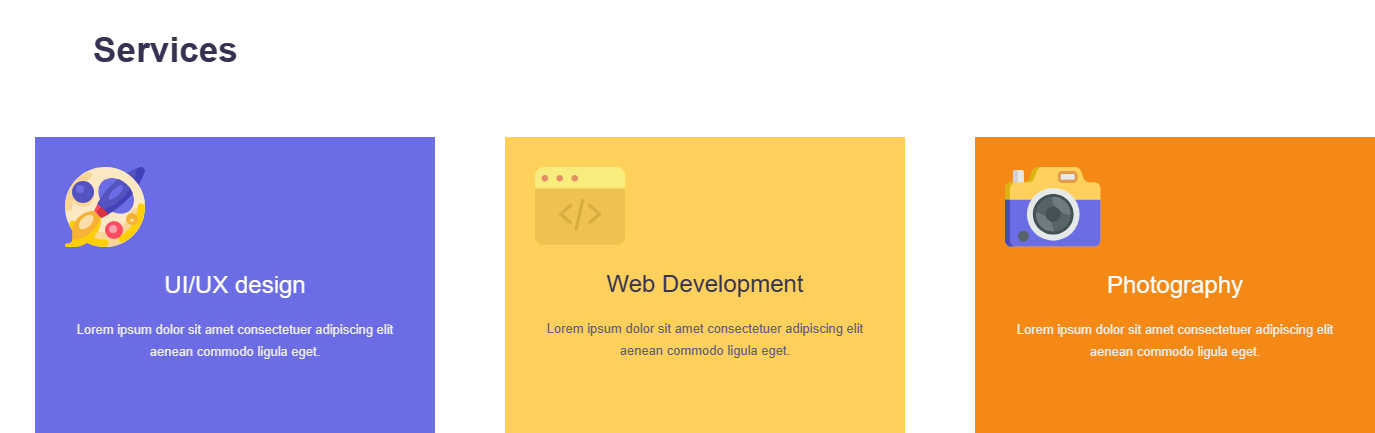 Services
UI/UX design
Lorem ipsum dolor sit amet consectetuer adipiscing elit
aenean commodo ligula eget.
Web Development
Lorem ipsum dolor sit amet consectetuer adipiscing elit
aenean commodo ligula eget.
Photography
Lorem ipsum dolor sit amet consectetuer adipiscing elit
aenean commodo ligula eget.